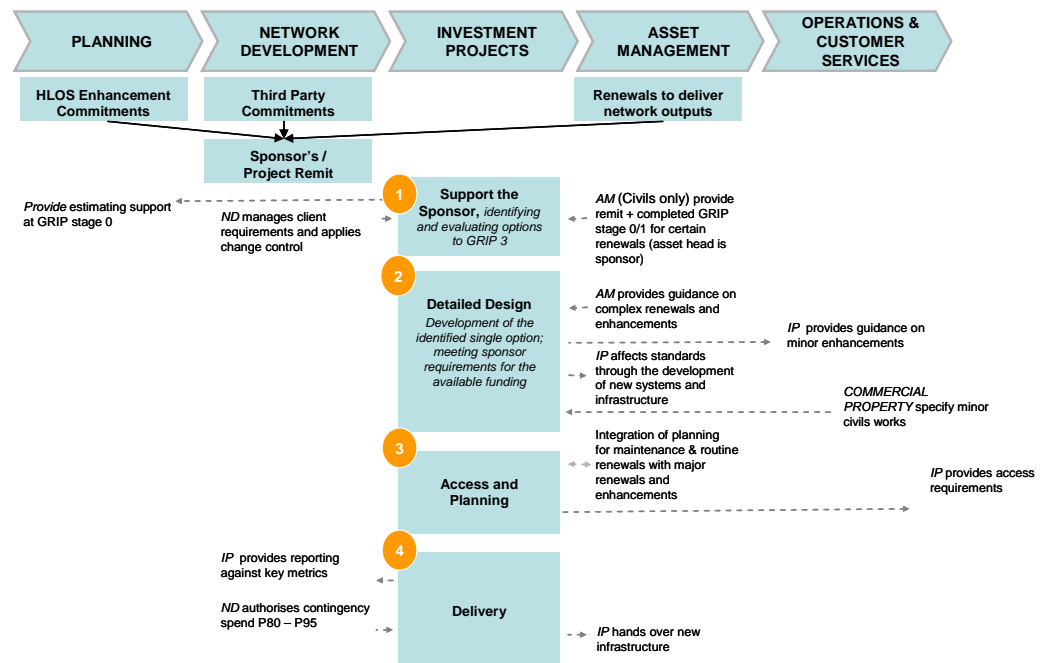 PLANNING
NETWORK
DEVELOPMENT
INVESTMENT
PROJECTS
ASSET
MANAGEMENT
OPERATIONS &
CUSTOMER
SERVICES
HLOS Enhancement
Commitments
Third Party
Commitments
Renewals to deliver
network outputs
Sponsor's /
Project Remit
Provide estimating support
at GRIP stage 0
ND manages client
requirements and applies
change control
1
Support the
Sponsor, identifying
and evaluating options
to GRIP 3
AM (Civils only) provide
remit + completed GRIP
stage 0/1 for certain
renewals (asset head is
sponsor)
2
Detailed Design
Development of the
identified single option;
meeting sponsor
requirements for the
available funding
AM provides guidance on
complex renewals and
enhancements
IP provides guidance on
minor enhancements
IP affects standards
through the development
of new systems and
infrastructure
COMMERCIAL
PROPERTY specify minor
civils works
3
Access and
Planning
Integration of planning
for maintenance & routine
renewals with major
renewals and
enhancements
IP provides access
requirements
4
Delivery
IP provides reporting
against key metrics
ND authorises contingency
spend P80 – P95
IP hands over new
infrastructure